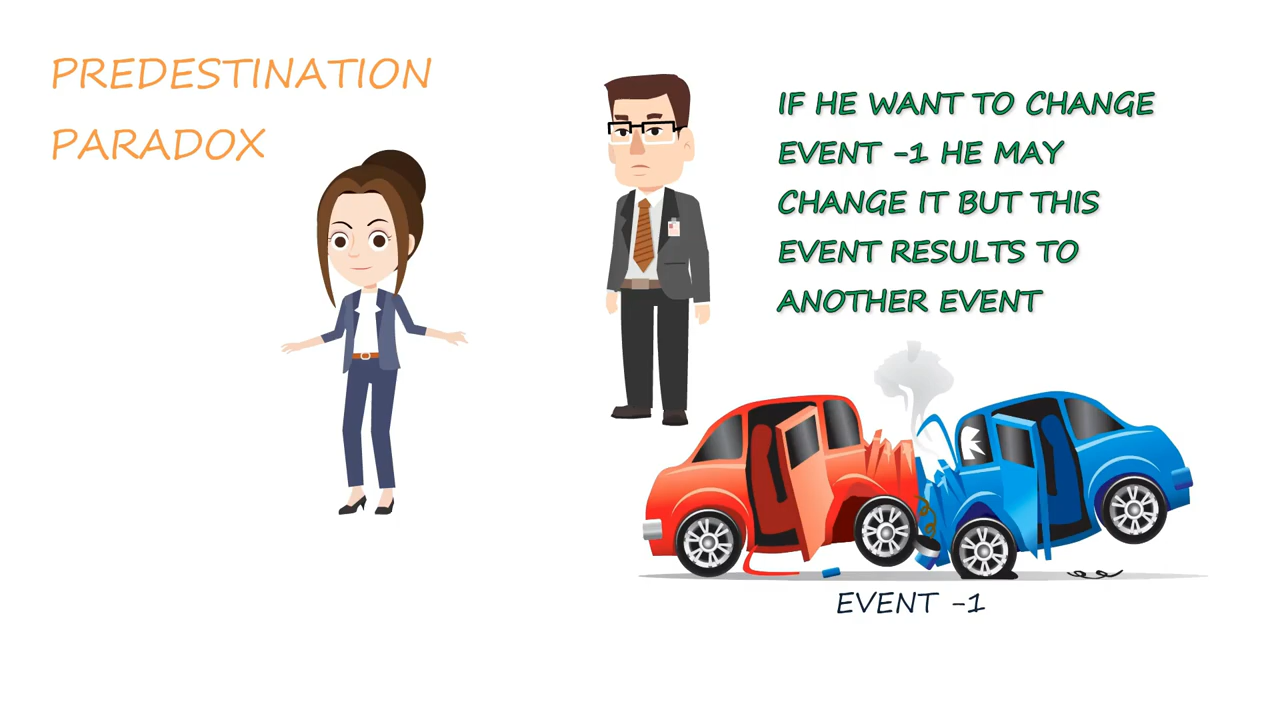 PREDESTINATION
PARADOX
IF HE WANT TO CHANGE
EVENT -1 HE MAY
CHANGE IT BUT THIS
EVENT RESULTS TO
ANOTHER EVENT
EVENT -1